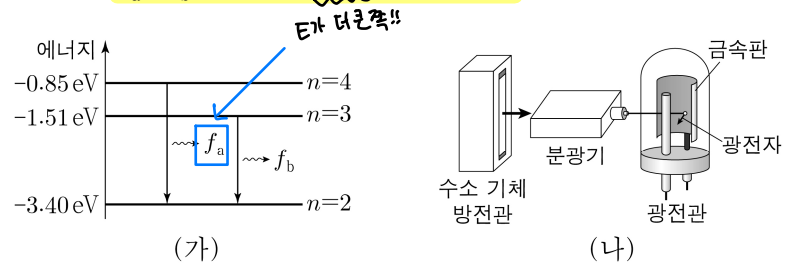 E가 더 큰쪽!!
에너지
-0.85 eV
n=4
-1.51 eV
n=3
f_a
f_b
-3.40 eV
n=2
(가)
금속판
광전자
분광기
수소 기체
방전관
광전관
(나)